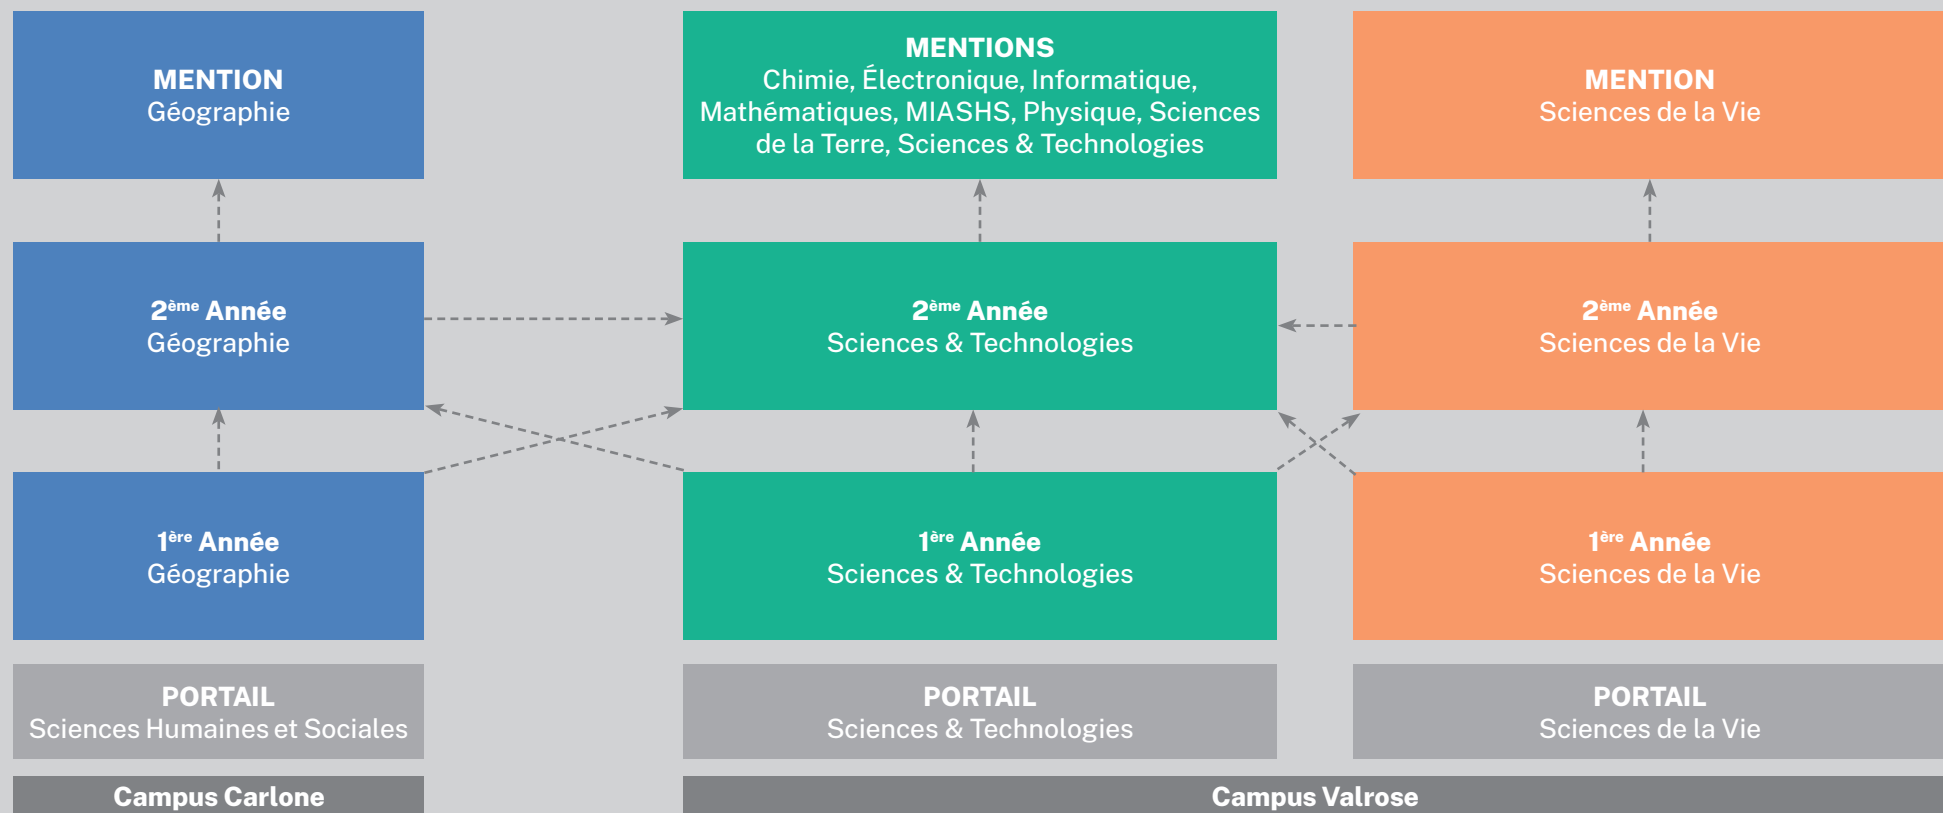 MENTION
Géographie
MENTIONS
Chimie, Électronique, Informatique,
Mathématiques, MIASHS, Physique, Sciences
de la Terre, Sciences & Technologies
MENTION
Sciences de la Vie
2ème Année
Géographie
2ème Année
Sciences & Technologies
2ème Année
Sciences de la Vie
1ère Année
Géographie
1ère Année
Sciences & Technologies
1ère Année
Sciences de la Vie
PORTAIL
Sciences Humaines et Sociales
PORTAIL
Sciences & Technologies
PORTAIL
Sciences de la Vie
Campus Carlone
Campus Valrose